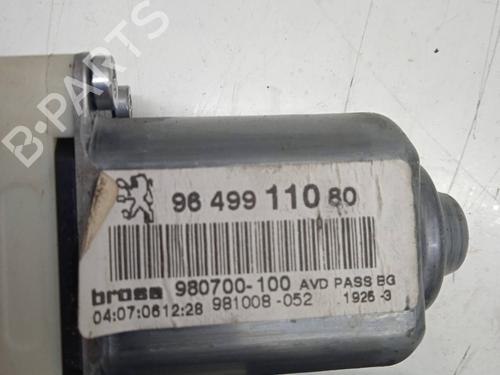 B-PARTS
96 499 110 80
brose 980700-100 AVD PASS BG
04:07:0612:28 981008-052 1926-3